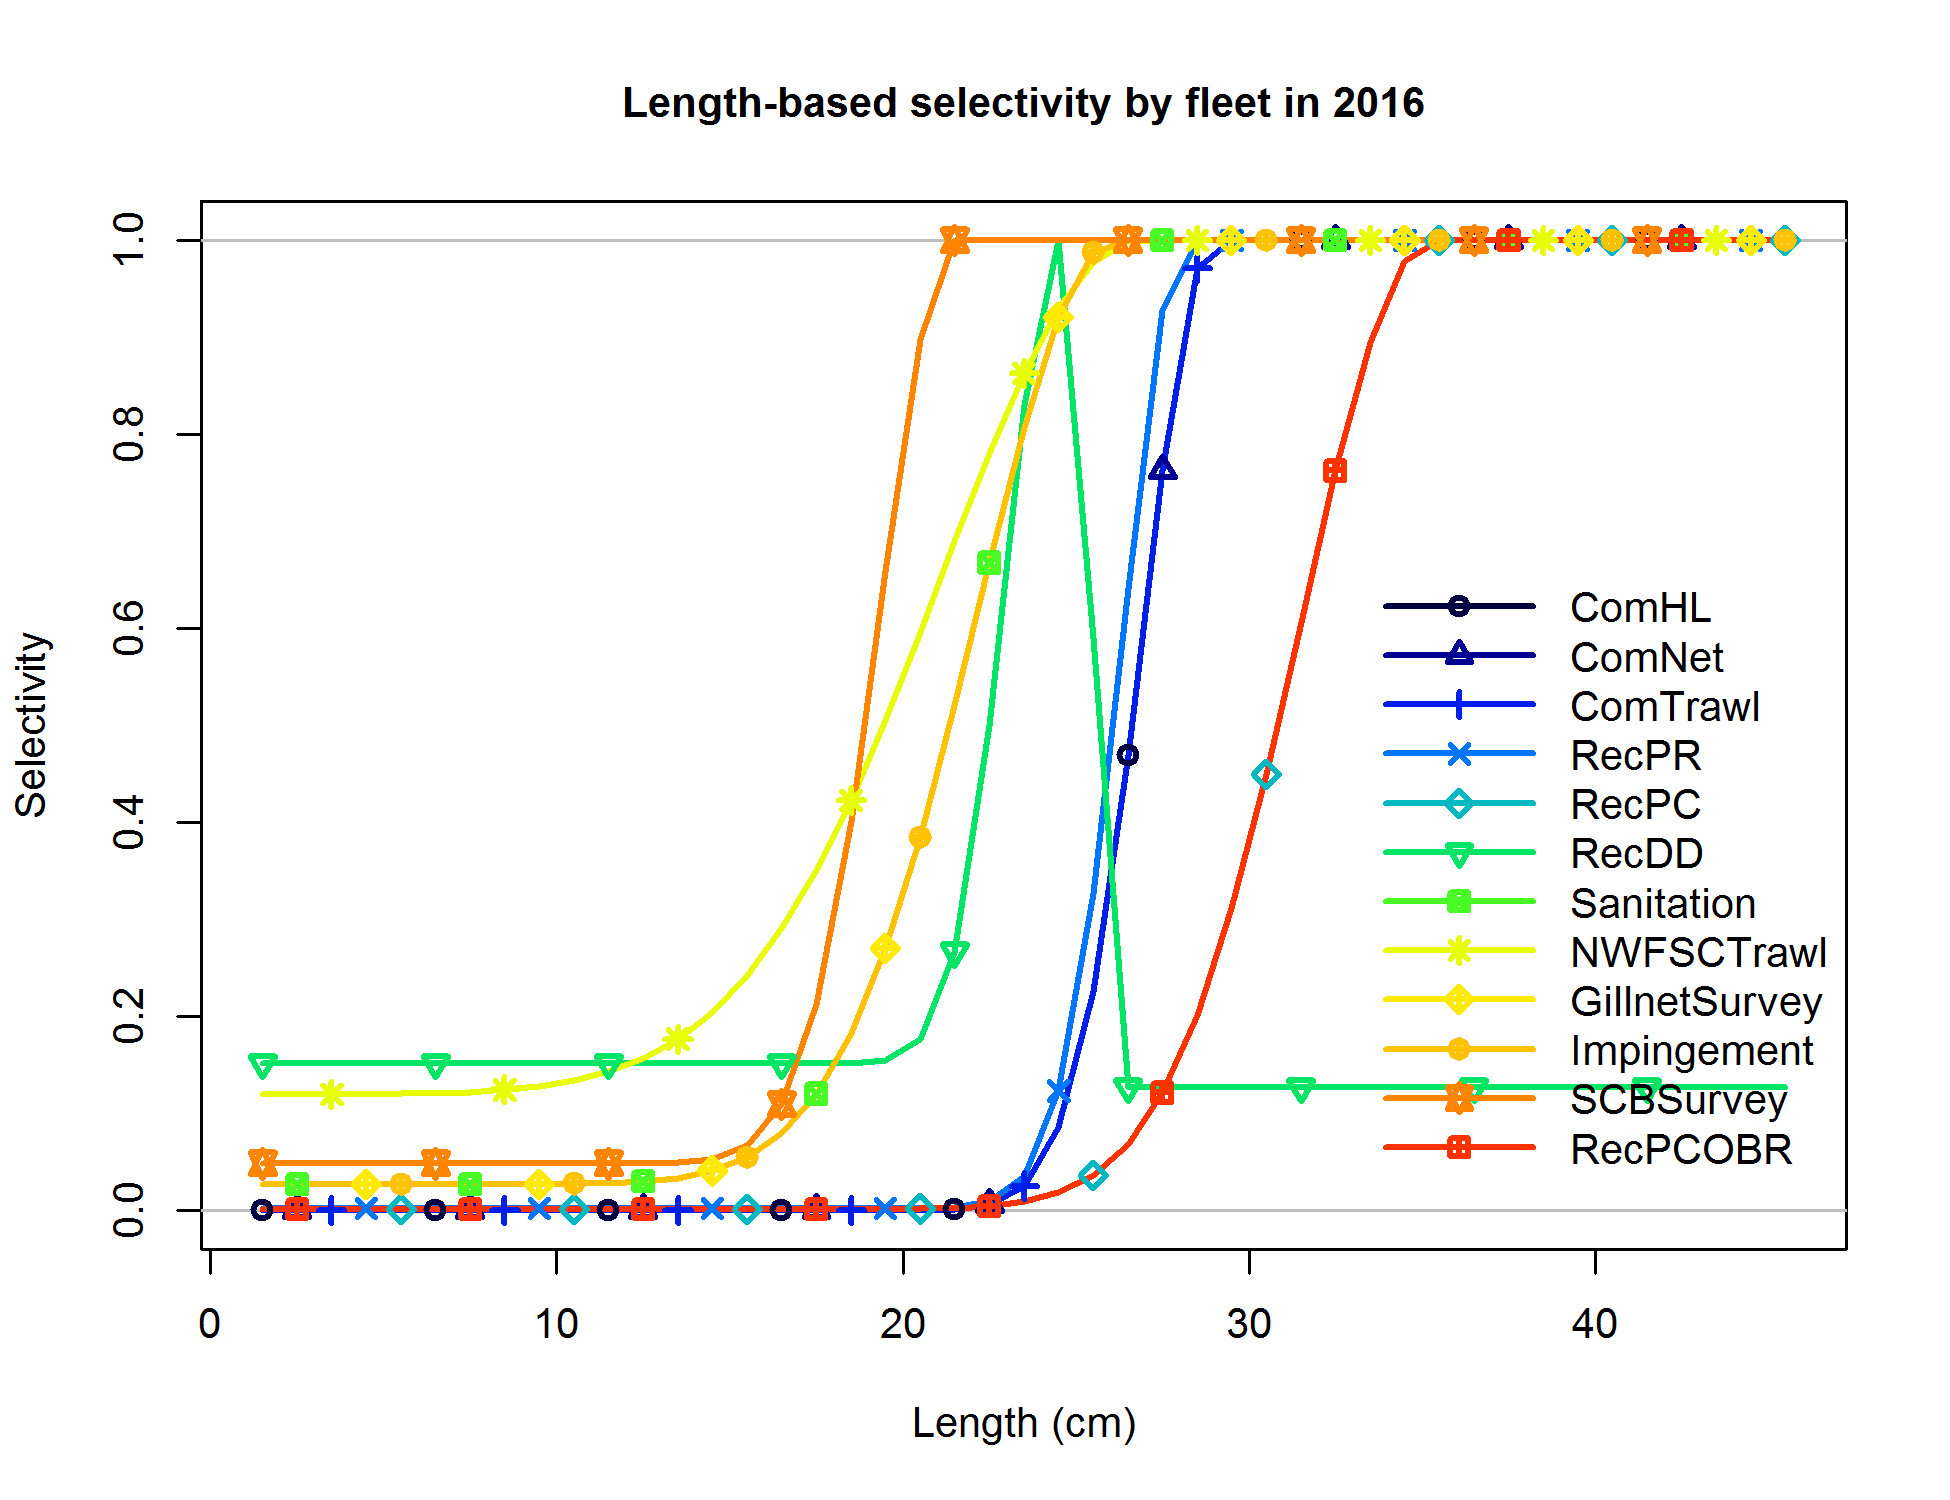 Length-based selectivity by fleet in 2016
Selectivity
1.0
0.8
0.6
0.4
0.2
0.0
ComHL
ComNet
ComTrawl
RecPR
RecPC
RecDD
Sanitation
NWFSCTrawl
GillnetSurvey
Impingement
SCBSurvey
RecPCOBR
0 10 20 30 40
Length (cm)